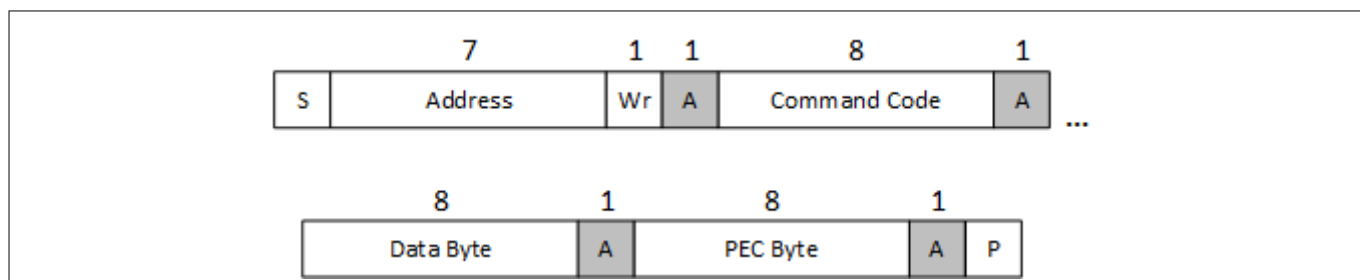 7 1 1 8 1
S Address Wr A Command Code A ...
8 1 8 1
Data Byte A PEC Byte A P